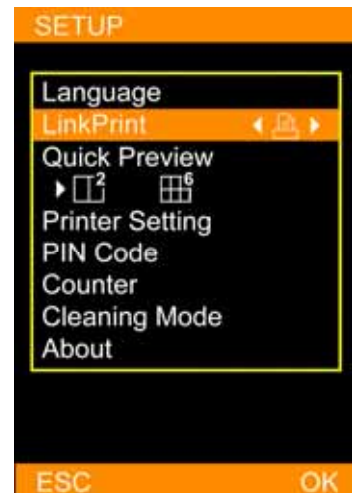 SETUP
Language
LinkPrint
Quick Preview
2 6
Printer Setting
PIN Code
Counter
Cleaning Mode
About
ESC OK